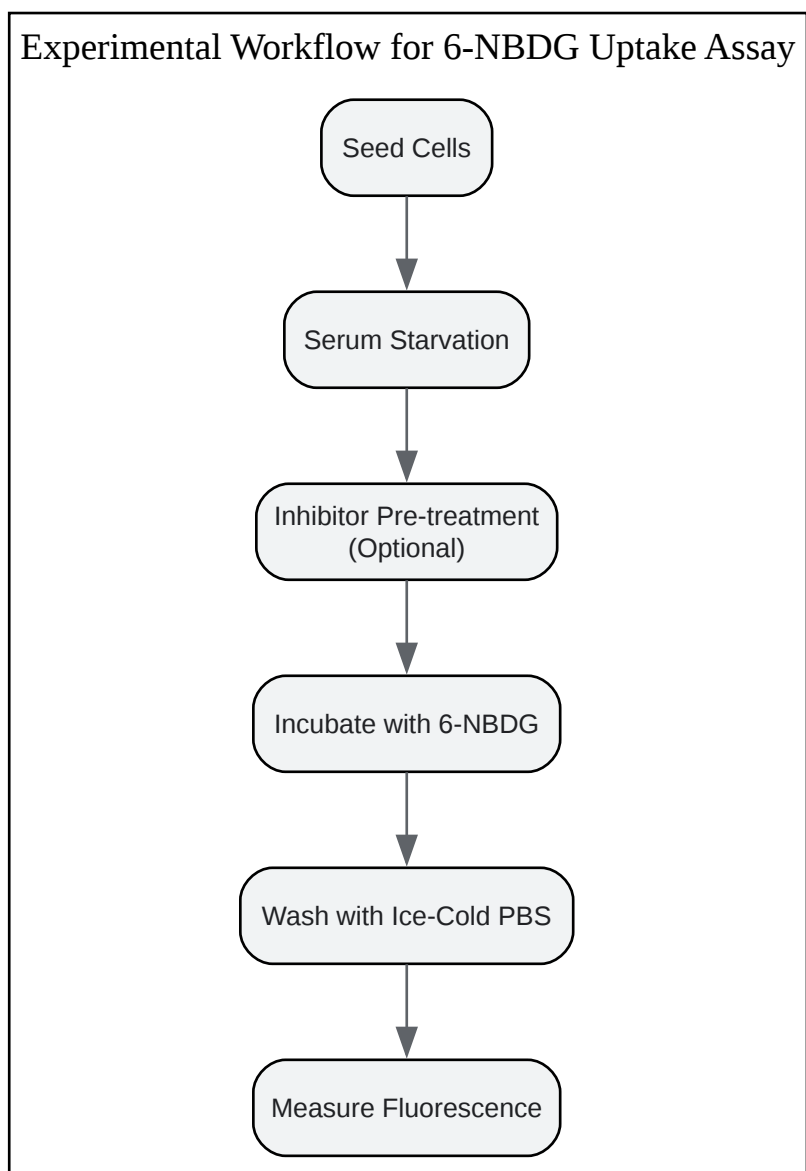 Experimental Workflow for 6-NBDG Uptake Assay
Seed Cells
Serum Starvation
Inhibitor Pre-treatment
(Optional)
Incubate with 6-NBDG
Wash with Ice-Cold PBS
Measure Fluorescence